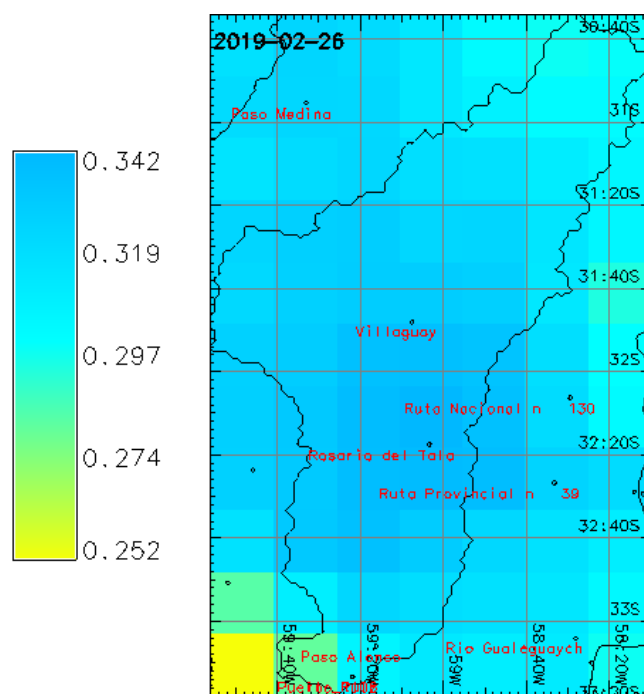 2019-02-26
30:40S
Paso Medina
31S
0.342
31:20S
0.319
31:40S
Villaguay
0.297
32S
Ruta Nacional n 130
0.274
32:20S
Rosario del Tala
Ruta Provincial n 39
0.252
32:40S
33S
59:40W
59:20W
59W
58:40W
58:20W
Rio Gualeguaych
Paso Alonso
Puerto Ruiz